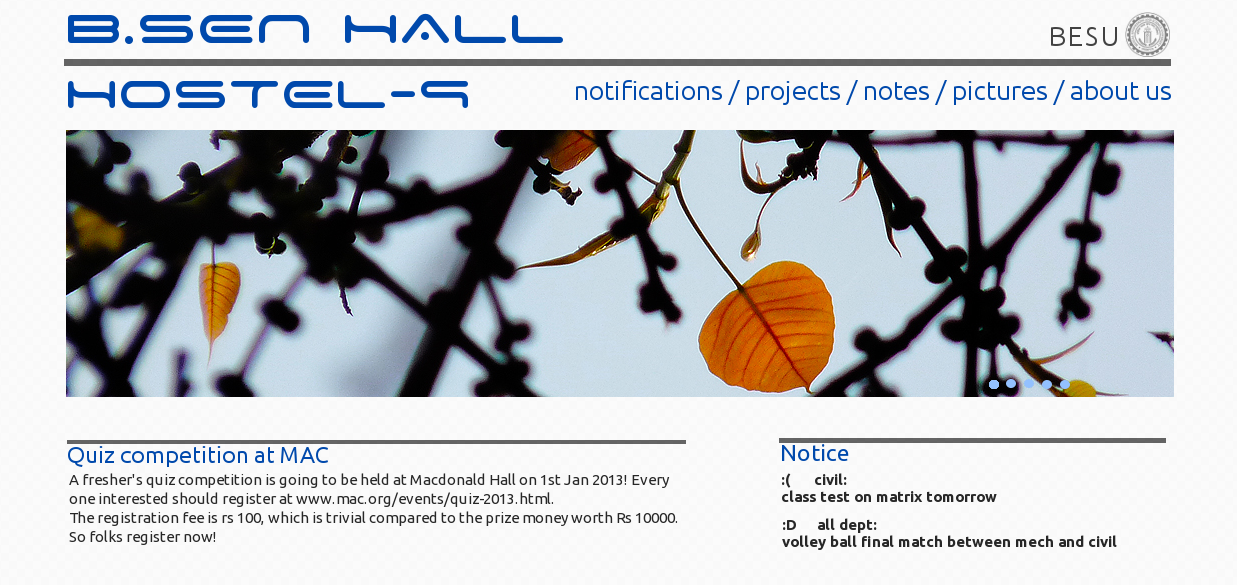 B.SEN HALL
BESU
HOSTEL-9
notifications / projects / notes / pictures / about us
Quiz competition at MAC
A fresher's quiz competition is going to be held at Macdonald Hall on 1st Jan 2013! Every
one interested should register at www.mac.org/events/quiz-2013.html.
The registration fee is rs 100, which is trivial compared to the prize money worth Rs 10000.
So folks register now!
Notice
:( civil:
class test on matrix tomorrow
:D all dept:
volley ball final match between mech and civil